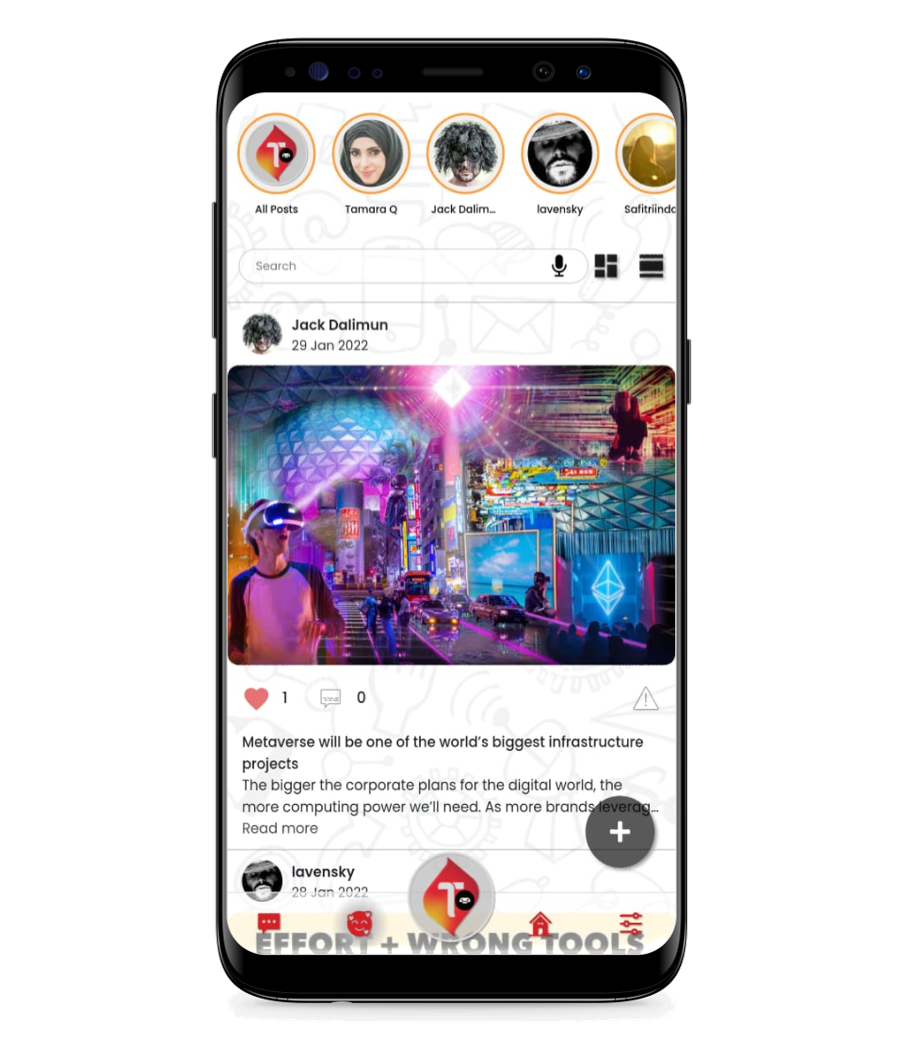 T
All Posts
Tamara Q
Jack Dalim...
lavensky
Safitriinda
Search
Jack Dalimun
29 Jan 2022
1
0
Metaverse will be one of the world's biggest infrastructure
projects
The bigger the corporate plans for the digital world, the
more computing power we'll need. As more brands leverag...
Read more
+
lavensky
28 Jan 2022
T
EFFORT + WRONG TOOLS